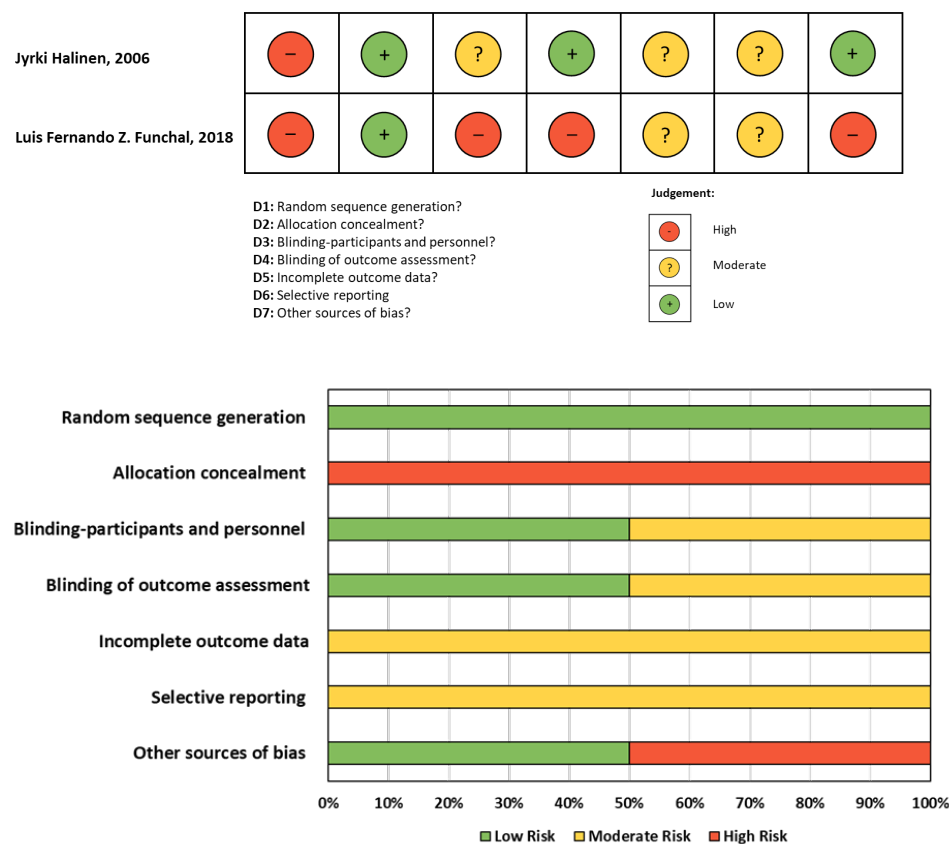 Jyrki Halinen, 2006
− + ? + ? ? +
Luis Fernando Z. Funchal, 2018
− + − − ? ? −
D1: Random sequence generation?
D2: Allocation concealment?
D3: Blinding-participants and personnel?
D4: Blinding of outcome assessment?
D5: Incomplete outcome data?
D6: Selective reporting
D7: Other sources of bias?
Judgement:
- High
? Moderate
+ Low
Random sequence generation
Allocation concealment
Blinding-participants and personnel
Blinding of outcome assessment
Incomplete outcome data
Selective reporting
Other sources of bias
0% 10% 20% 30% 40% 50% 60% 70% 80% 90% 100%
Low Risk Moderate Risk High Risk